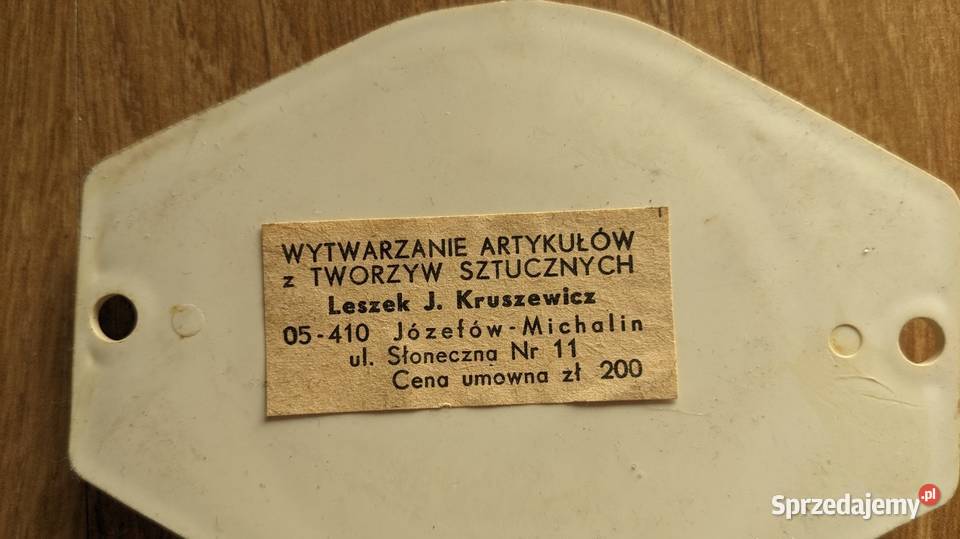 WYTWARZANIE ARTYKUŁÓW
z TWORZYW SZTUCZNYCH
Leszek J. Kruszewicz
05-410 Józefów-Michalin
ul. Słoneczna Nr 11
Cena umowna zł 200
Sprzedajemy.pl